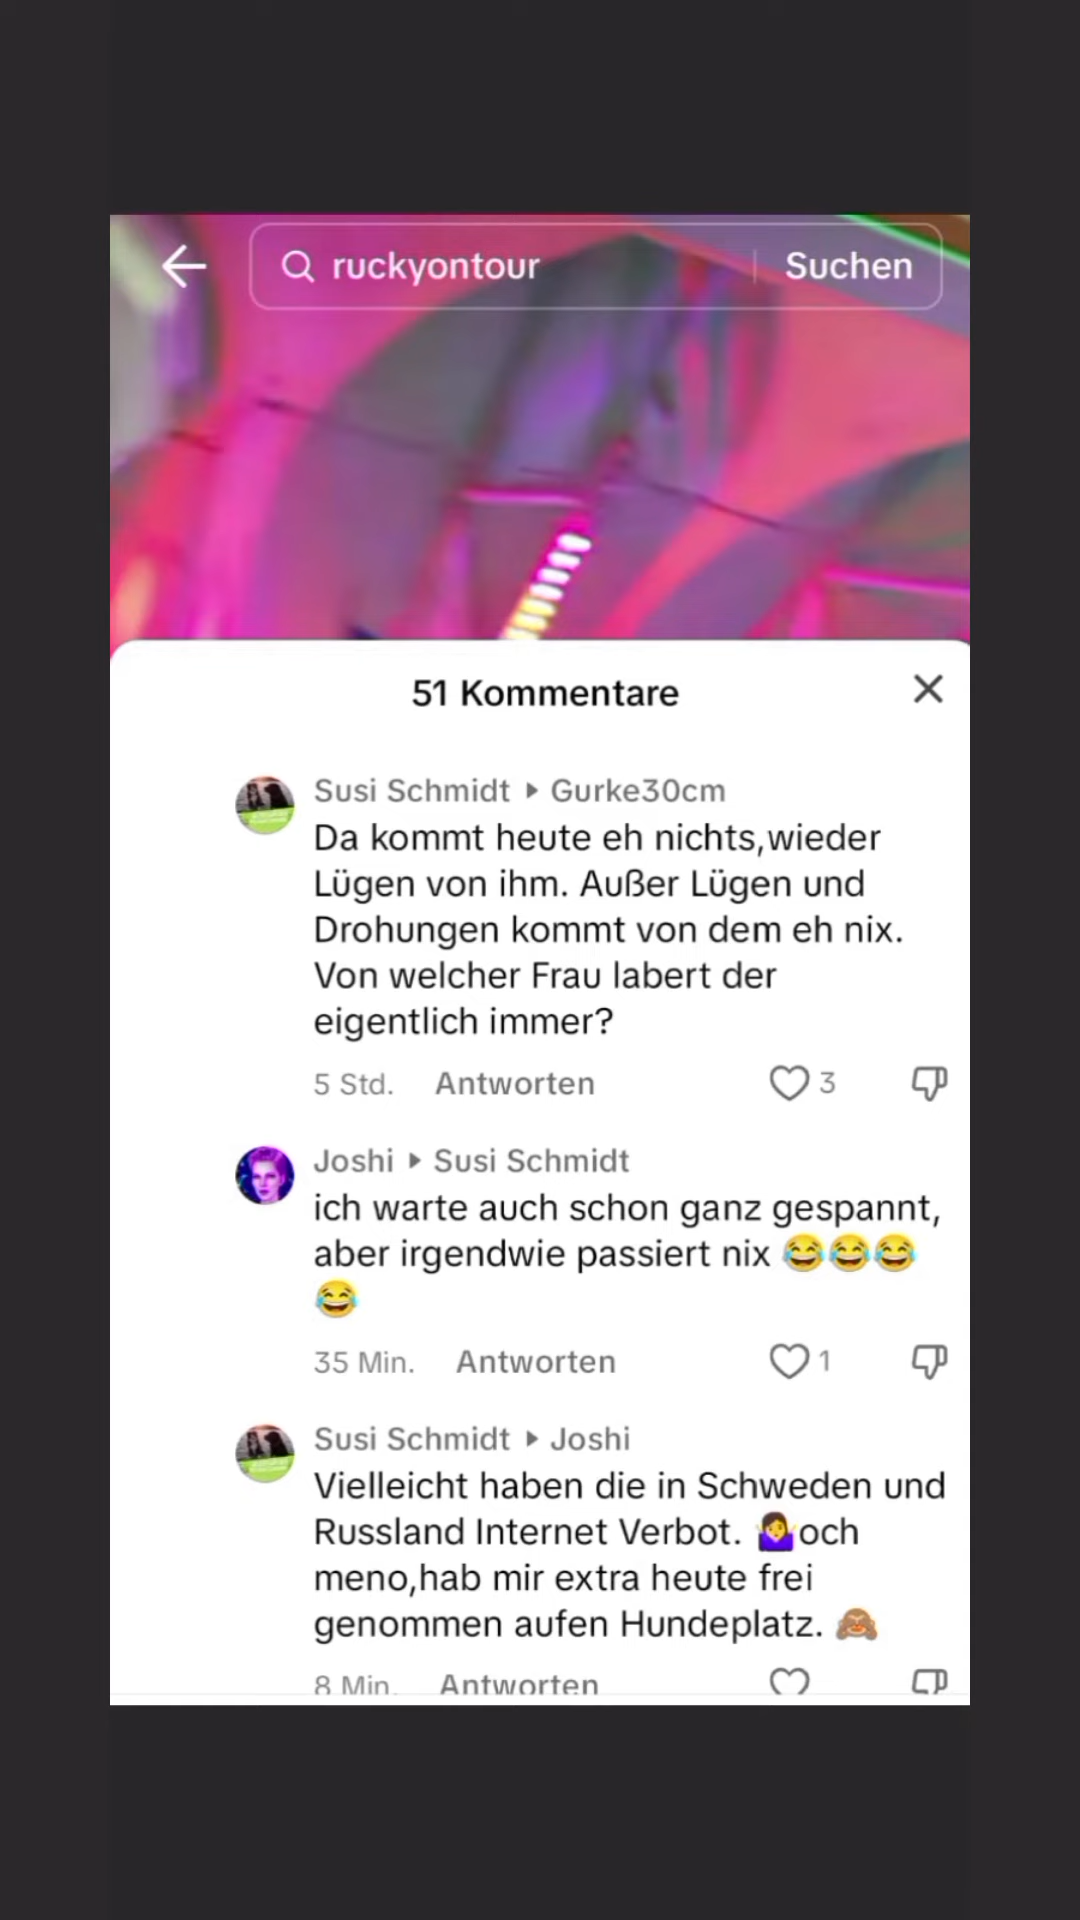 ruckyontour Suchen
51 Kommentare
Susi Schmidt ▸ Gurke30cm
Da kommt heute eh nichts,wieder
Lügen von ihm. Außer Lügen und
Drohungen kommt von dem eh nix.
Von welcher Frau labert der
eigentlich immer?
5 Std. Antworten 3
Joshi ▸ Susi Schmidt
ich warte auch schon ganz gespannt,
aber irgendwie passiert nix 😂😂😂
😂
35 Min. Antworten 1
Susi Schmidt ▸ Joshi
Vielleicht haben die in Schweden und
Russland Internet Verbot. 🤷‍♀️och
meno,hab mir extra heute frei
genommen aufen Hundeplatz. 🙈
8 Min. Antworten